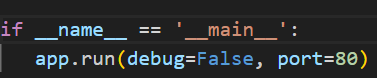 if __name__ == '__main__':
    app.run(debug=False, port=80)